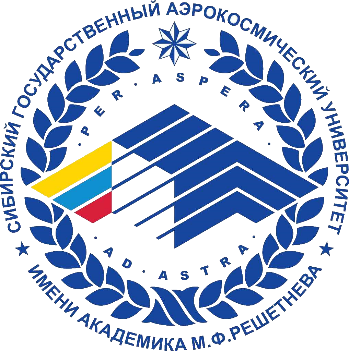 СИБИРСКИЙ ГОСУДАРСТВЕННЫЙ АЭРОКОСМИЧЕСКИЙ УНИВЕРСИТЕТ
· PER · ASPERA ·
· AD · ASTRA ·
ИМЕНИ АКАДЕМИКА М.Ф.РЕШЕТНЕВА